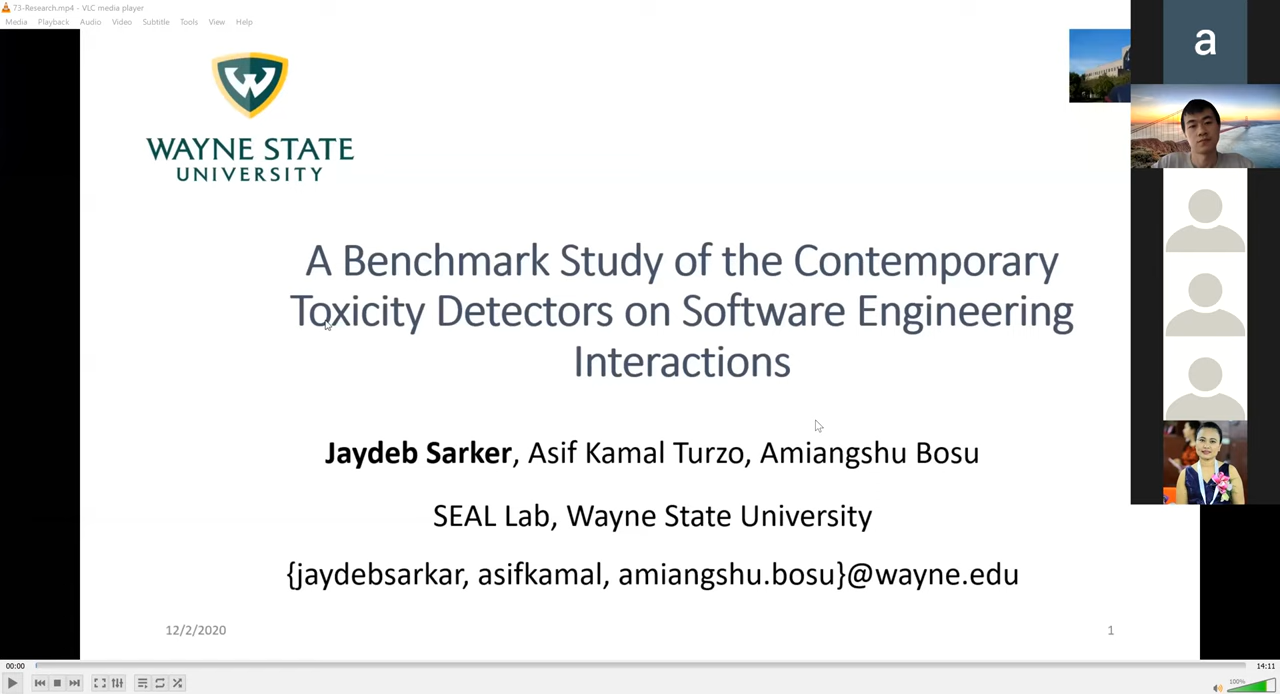 73-Research.mp4 - VLC media player
Media Playback Audio Video Subtitle Tools View Help
a
W
WAYNE STATE
UNIVERSITY
A Benchmark Study of the Contemporary
Toxicity Detectors on Software Engineering
Interactions
Jaydeb Sarker, Asif Kamal Turzo, Amiangshu Bosu
SEAL Lab, Wayne State University
{jaydebsarkar, asifkamal, amiangshu.bosu}@wayne.edu
12/2/2020 1
00:00 14:11
100%